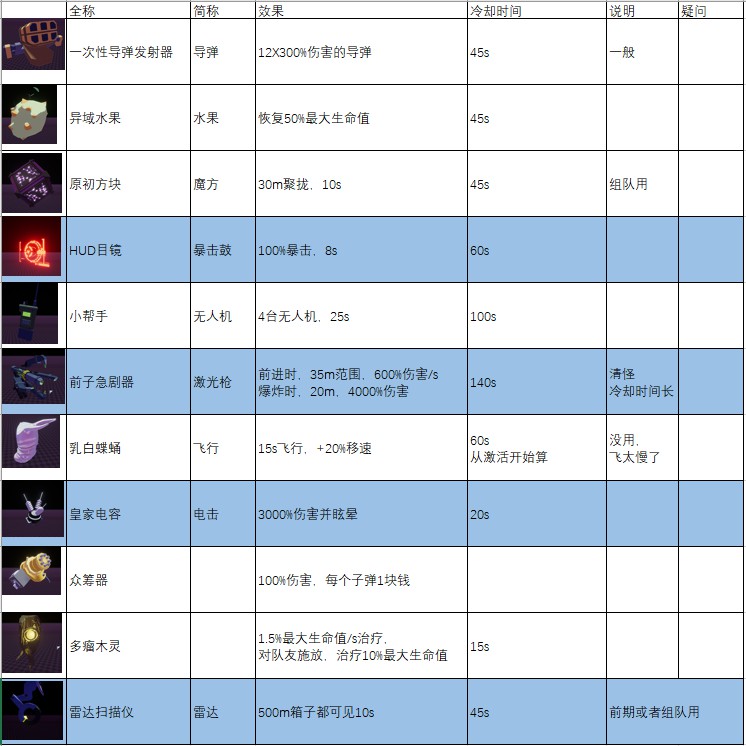 全称 简称 效果 冷却时间 说明 疑问
一次性导弹发射器 导弹 12X300%伤害的导弹 45s 一般
异域水果 水果 恢复50%最大生命值 45s
原初方块 魔方 30m聚拢，10s 45s 组队用
HUD目镜 暴击鼓 100%暴击，8s 60s
小帮手 无人机 4台无人机，25s 100s
前子急剧器 激光枪 前进时，35m范围，600%伤害/s
爆炸时，20m，4000%伤害 140s 清怪
冷却时间长
乳白蝶蛹 飞行 15s飞行，+20%移速 60s
从激活开始算 没用，
飞太慢了
皇家电容 电击 3000%伤害并眩晕 20s
众筹器 100%伤害，每个子弹1块钱
多瘤木灵 1.5%最大生命值/s治疗，
对队友施放，治疗10%最大生命值 15s
雷达扫描仪 雷达 500m箱子都可见10s 45s 前期或者组队用